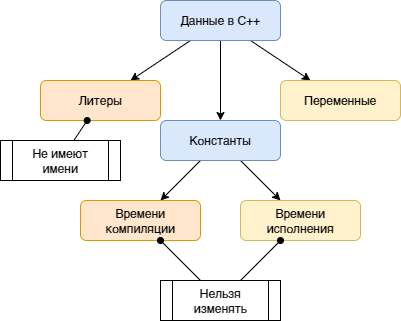 Данные в C++
Литеры
Переменные
Константы
Не имеют
имени
Времени
компиляции
Времени
исполнения
Нельзя
изменять